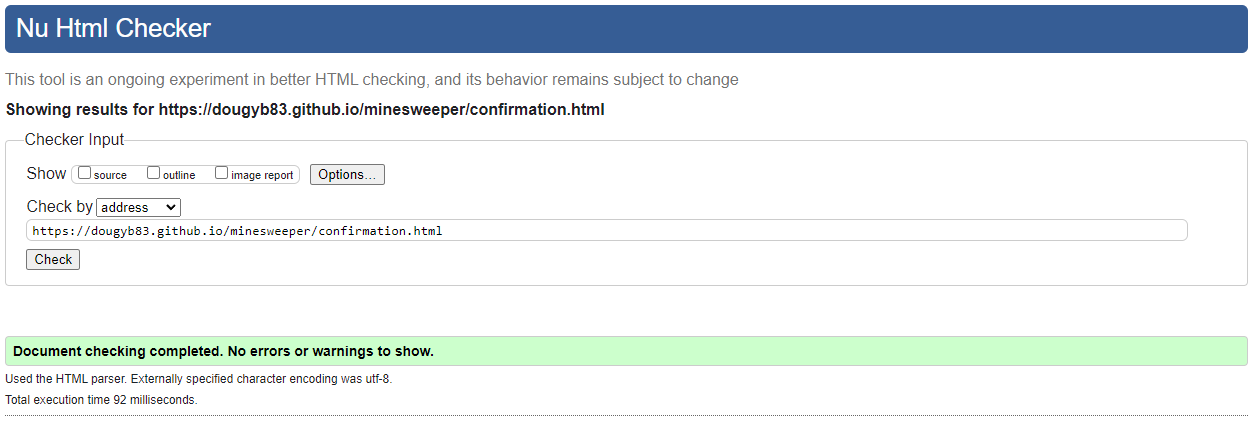 Nu Html Checker
This tool is an ongoing experiment in better HTML checking, and its behavior remains subject to change
Showing results for https://dougyb83.github.io/minesweeper/confirmation.html
Checker Input
Show source outline image report Options...
Check by address
https://dougyb83.github.io/minesweeper/confirmation.html
Check
Document checking completed. No errors or warnings to show.
Used the HTML parser. Externally specified character encoding was utf-8.
Total execution time 92 milliseconds.